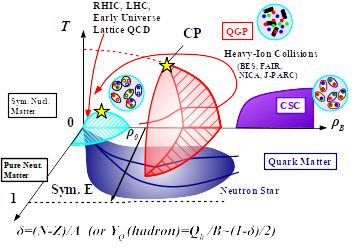 T
RHIC, LHC,
Early Universe
Lattice QCD
CP
QGP
Heavy-Ion Collisions
(BES, FAIR,
NICA, J-PARC)
Sym. Nucl.
Matter
0
ρ0
CSC
ρB
Pure Neut.
Matter
Quark Matter
1
Sym. E
Neutron Star
δ=(N-Z)/A (or YQ(hadron)=Qh/B~(1-δ)/2)